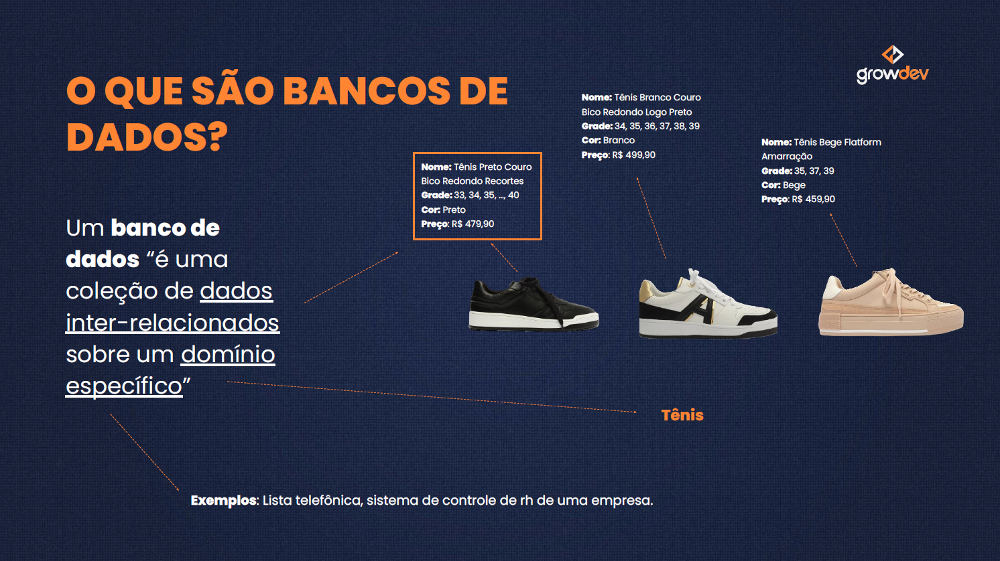 O QUE SÃO BANCOS DE
DADOS?
growdev
Um banco de
dados “é uma
coleção de dados
inter-relacionados
sobre um domínio
específico”
Nome: Tênis Preto Couro
Bico Redondo Recortes
Grade: 33, 34, 35, ..., 40
Cor: Preto
Preço: R$ 479,90
Nome: Tênis Branco Couro
Bico Redondo Logo Preto
Grade: 34, 35, 36, 37, 38, 39
Cor: Branco
Preço: R$ 499,90
Nome: Tênis Bege Flatform
Amarração
Grade: 35, 37, 39
Cor: Bege
Preço: R$ 459,90
A
Tênis
Exemplos: Lista telefônica, sistema de controle de rh de uma empresa.